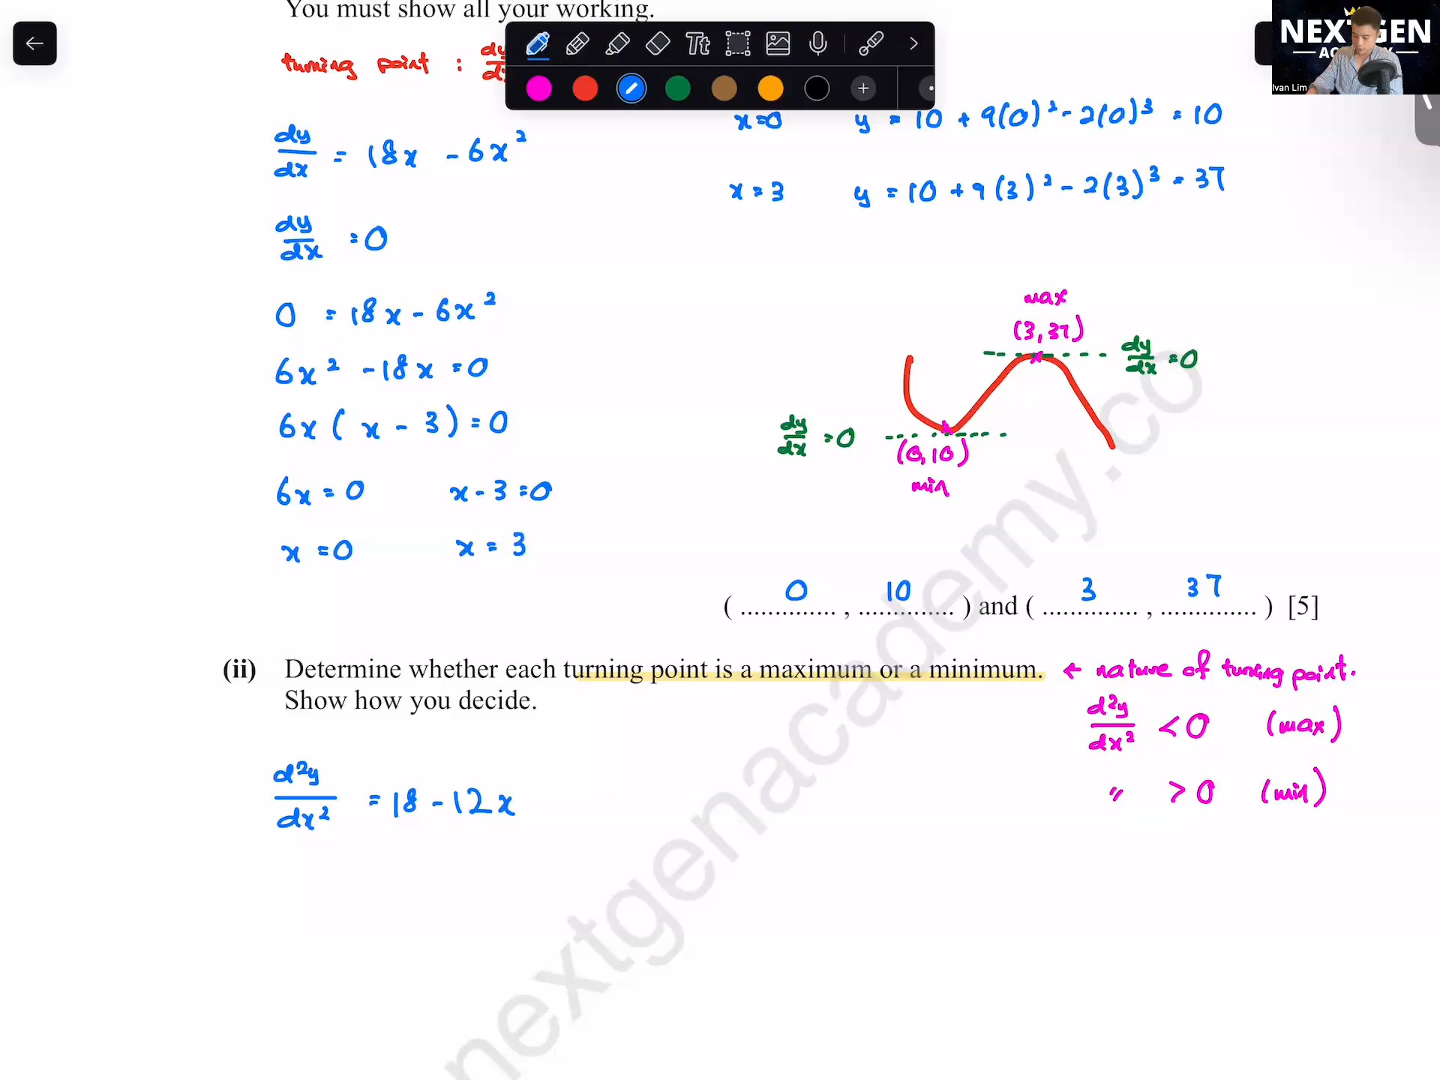 You must show all your working.
NEXTGEN
ACADEMY
Ivan Lim
turning point : dy/d
Tt
dy/dx = 18x - 6x²
x=0 y = 10 + 9(0)² - 2(0)³ = 10
x = 3 y = 10 + 9(3)² - 2(3)³ = 37
dy/dx = 0
0 = 18x - 6x²
6x² - 18x = 0
6x ( x - 3 ) = 0
6x = 0 x - 3 = 0
x = 0 x = 3
max
(3, 37)
dy/dx = 0
dy/dx = 0
(0, 10)
min
( 0 , 10 ) and ( 3 , 37 ) [5]
(ii) Determine whether each turning point is a maximum or a minimum. ← nature of turning point.
Show how you decide.
d²y/dx² < 0 (max)
" > 0 (min)
d²y/dx² = 18 - 12x
nextgenacademy.co